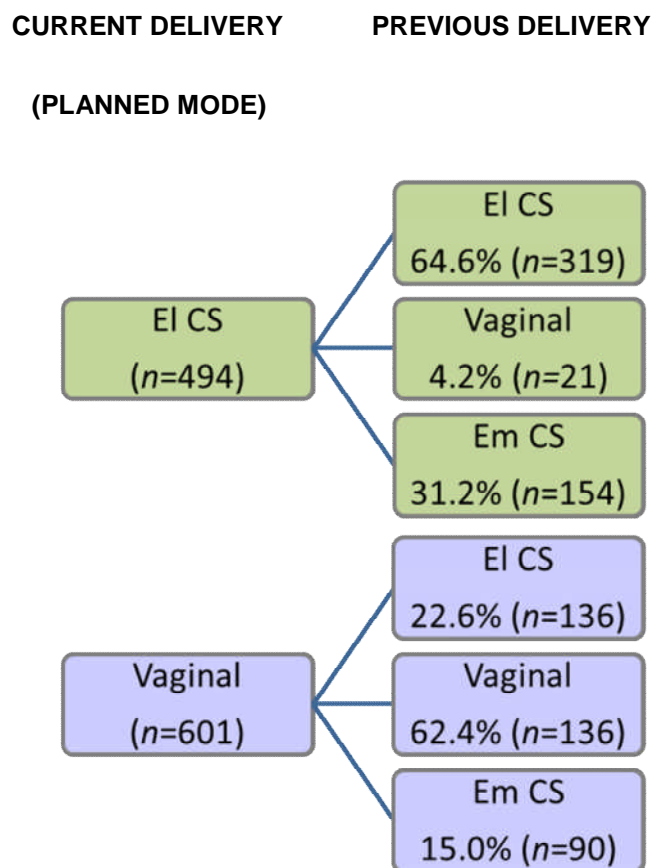 CURRENT DELIVERY PREVIOUS DELIVERY
(PLANNED MODE)
El CS
64.6% (n=319)
El CS
(n=494)
Vaginal
4.2% (n=21)
Em CS
31.2% (n=154)
El CS
22.6% (n=136)
Vaginal
(n=601)
Vaginal
62.4% (n=136)
Em CS
15.0% (n=90)